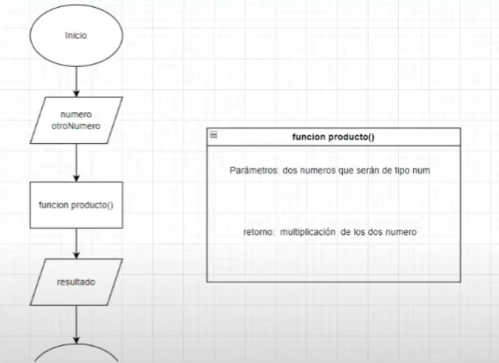 Inicio
numero
otroNumero
funcion producto()
resultado
funcion producto()
Parámetros: dos numeros que serán de tipo num
retorno: multiplicación de los dos numero